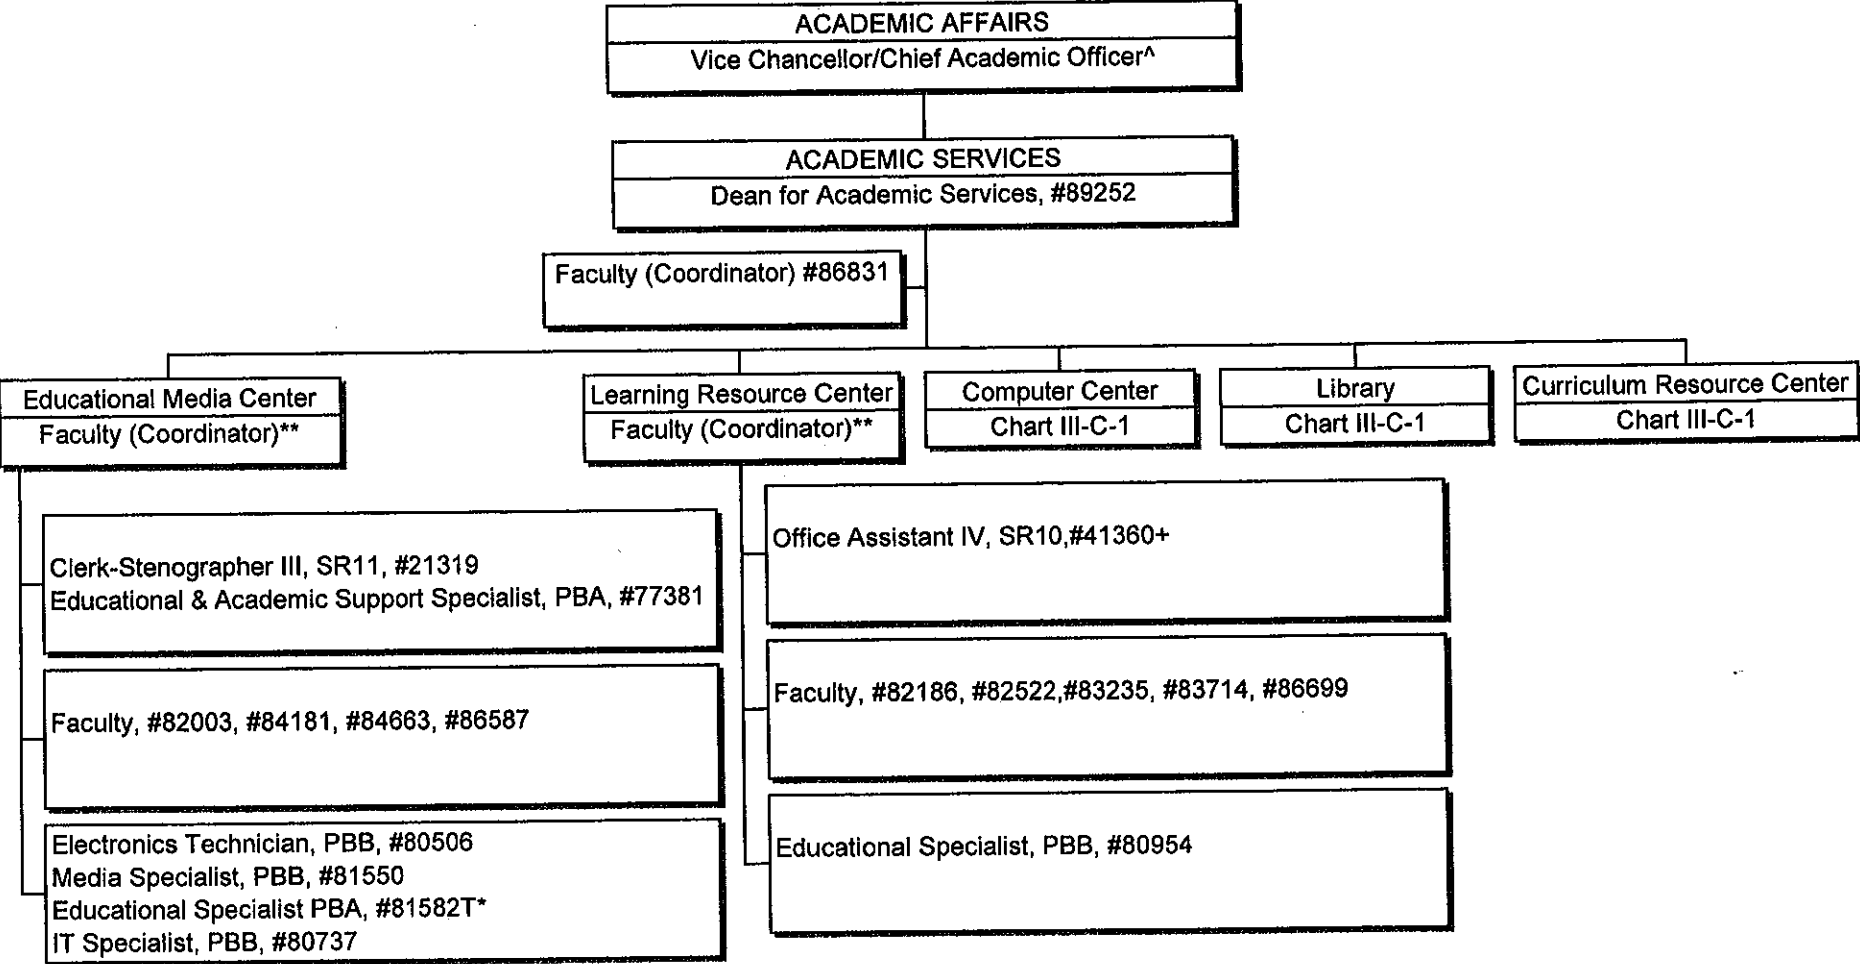 ACADEMIC AFFAIRS
Vice Chancellor/Chief Academic Officer^
ACADEMIC SERVICES
Dean for Academic Services, #89252
Faculty (Coordinator) #86831
Educational Media Center
Faculty (Coordinator)**
Learning Resource Center
Faculty (Coordinator)**
Computer Center
Chart III-C-1
Library
Chart III-C-1
Curriculum Resource Center
Chart III-C-1
Clerk-Stenographer III, SR11, #21319
Educational & Academic Support Specialist, PBA, #77381
Faculty, #82003, #84181, #84663, #86587
Electronics Technician, PBB, #80506
Media Specialist, PBB, #81550
Educational Specialist PBA, #81582T*
IT Specialist, PBB, #80737
Office Assistant IV, SR10,#41360+
Faculty, #82186, #82522,#83235, #83714, #86699
Educational Specialist, PBB, #80954